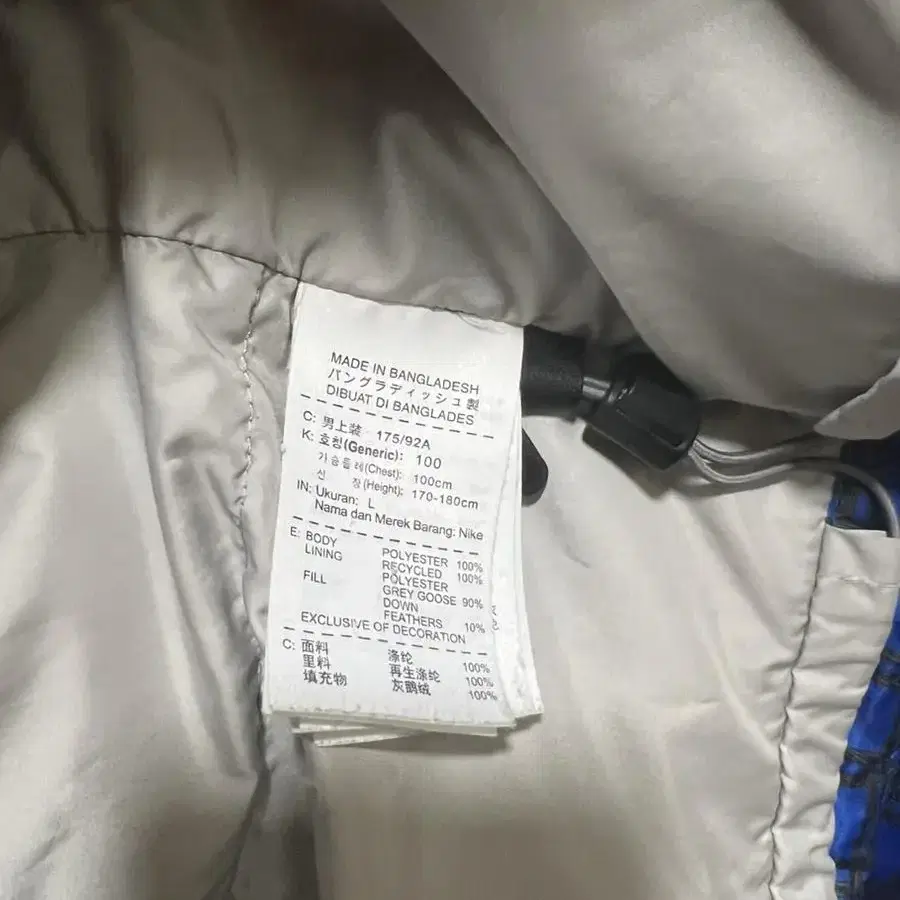 MADE IN BANGLADESH
バングラディッシュ製
DIBUAT DI BANGLADES
C: 男上装 175/92A
K: 호칭(Generic): 100
가슴둘레(Chest): 100cm
신 장(Height): 170-180cm
IN: Ukuran: L
Nama dan Merek Barang: Nike
E: BODY POLYESTER 100%
LINING RECYCLED 100%
POLYESTER
FILL GREY GOOSE 90%
DOWN
FEATHERS 10%
EXCLUSIVE OF DECORATION
C: 面料 涤纶 100%
里料 再生涤纶 100%
填充物 灰鹅绒 100%